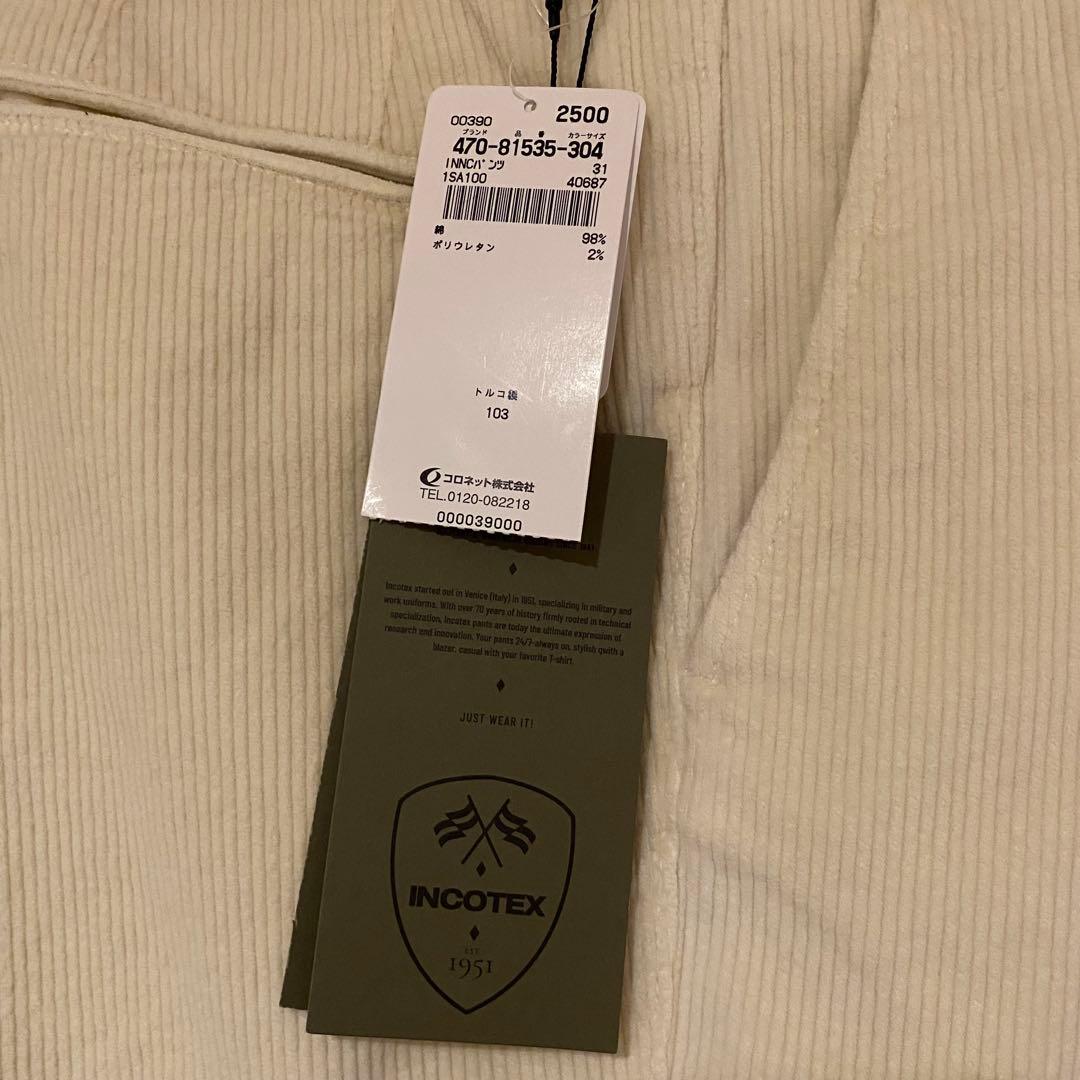 00390 2500
ブランド 品番 カラーサイズ
470-81535-304
INNCパンツ 31
1SA100 40687
綿 98%
ポリウレタン 2%
トルコ製
103
コロネット株式会社
TEL.0120-082218
000039000
Incotex started out in Venice (Italy) in 1951, specializing in military and
work uniforms. With over 70 years of history firmly rooted in technical
specialization, Incotex pants are today the ultimate expression of
research and innovation. Your pants 24/7-always on, stylish qwith a
blazer, casual with your favorite T-shirt.
JUST WEAR IT!
INCOTEX
EST.
1951